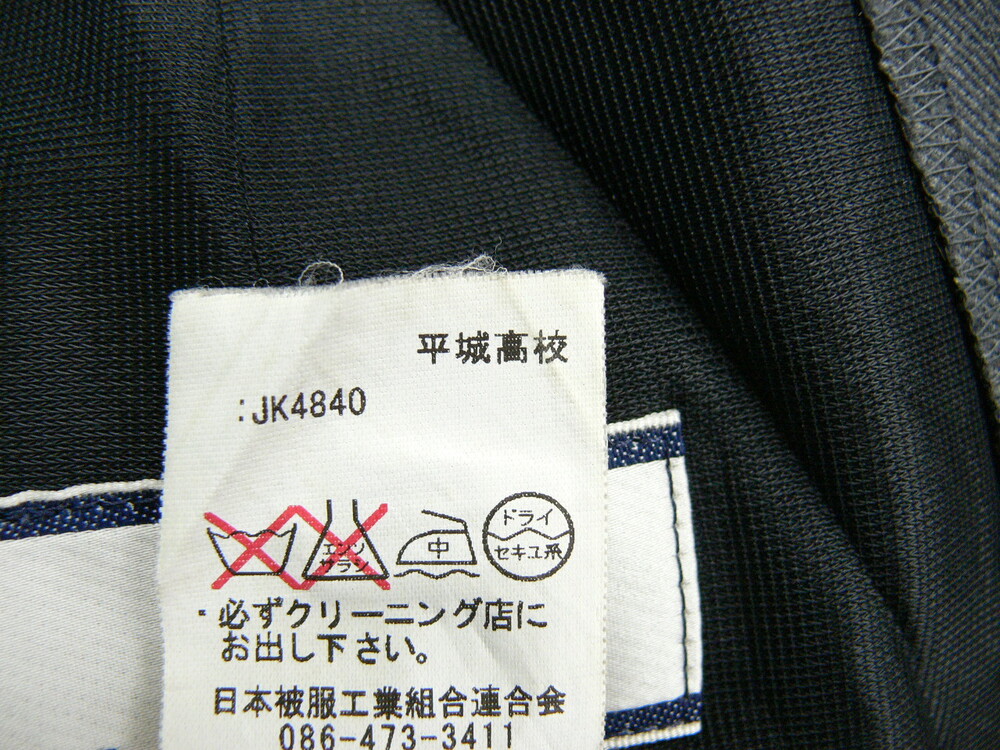 平城高校
:JK4840
エンソ
サラシ
中
ドライ
セキユ系
・必ずクリーニング店に
お出し下さい。
日本被服工業組合連合会
086-473-3411